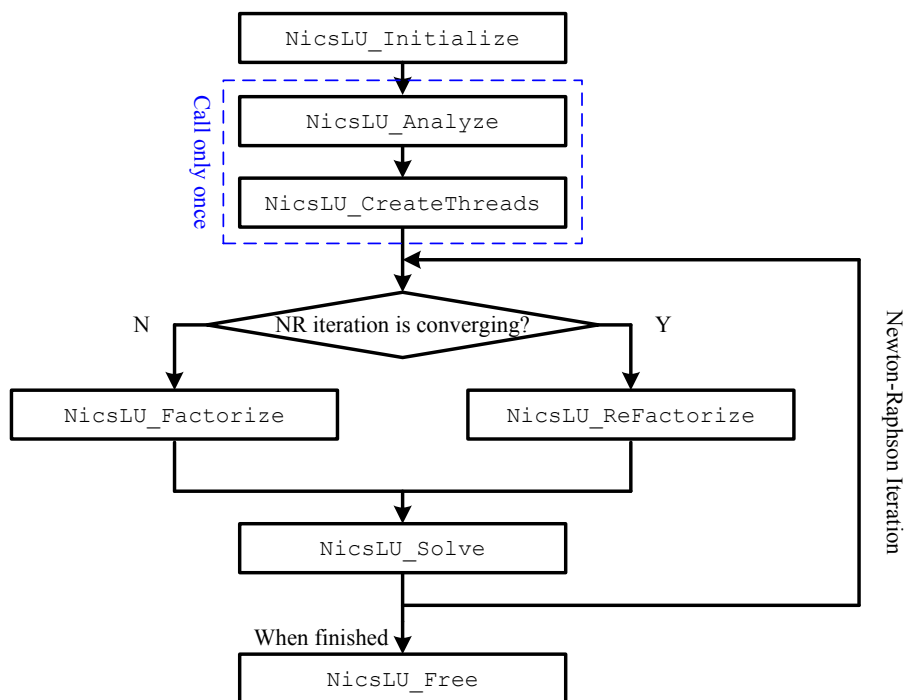 NicsLU_Initialize
Call only once
NicsLU_Analyze
NicsLU_CreateThreads
NR iteration is converging?
N
Y
NicsLU_Factorize
NicsLU_ReFactorize
Newton-Raphson Iteration
NicsLU_Solve
When finished
NicsLU_Free